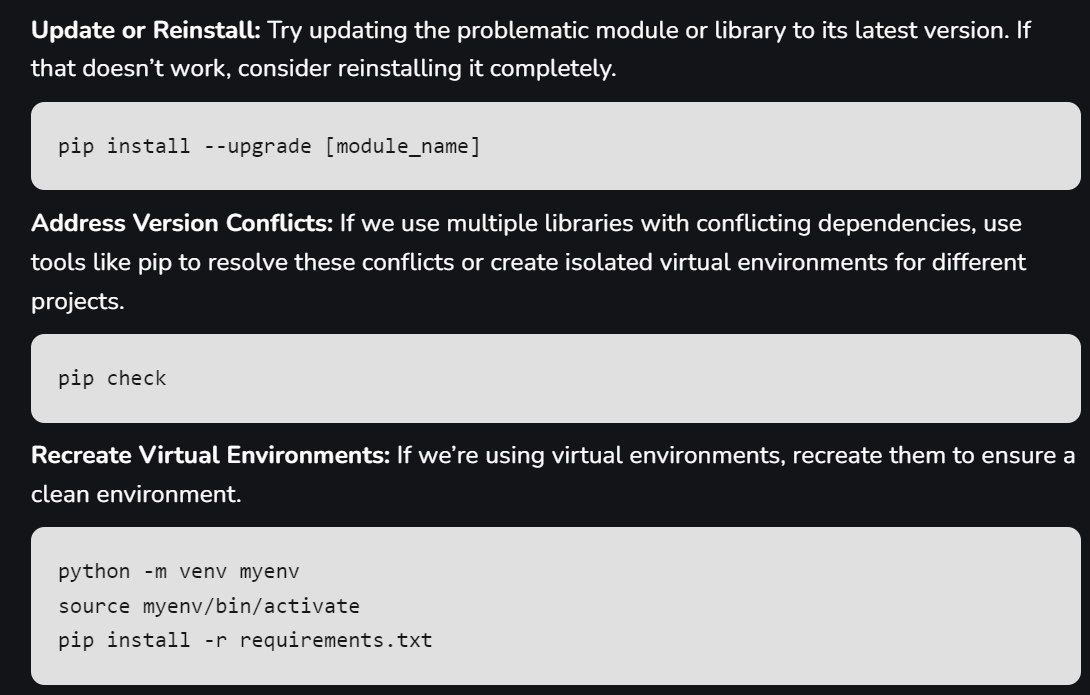 Update or Reinstall: Try updating the problematic module or library to its latest version. If
that doesn’t work, consider reinstalling it completely.
pip install --upgrade [module_name]
Address Version Conflicts: If we use multiple libraries with conflicting dependencies, use
tools like pip to resolve these conflicts or create isolated virtual environments for different
projects.
pip check
Recreate Virtual Environments: If we’re using virtual environments, recreate them to ensure a
clean environment.
python -m venv myenv
source myenv/bin/activate
pip install -r requirements.txt